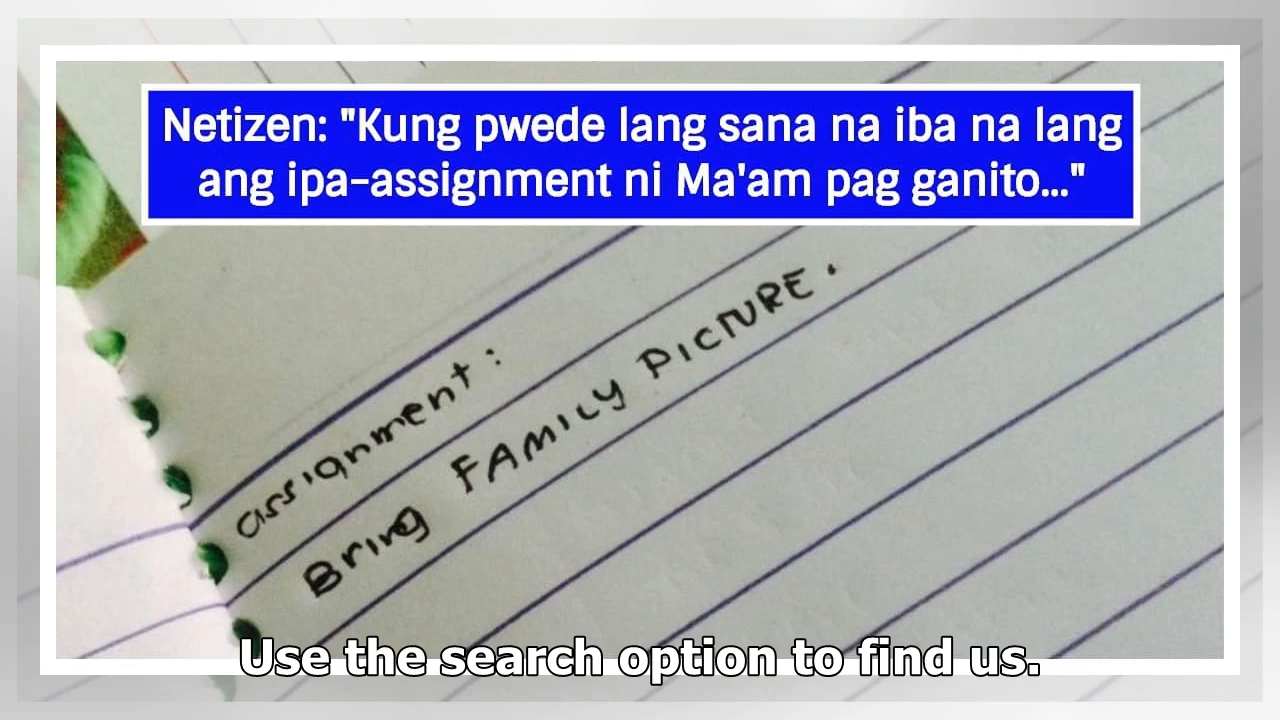 Netizen: "Kung pwede lang sana na iba na lang
ang ipa-assignment ni Ma'am pag ganito..."
assignment:
Bring FAMILY PICTURE.
Use the search option to find us.